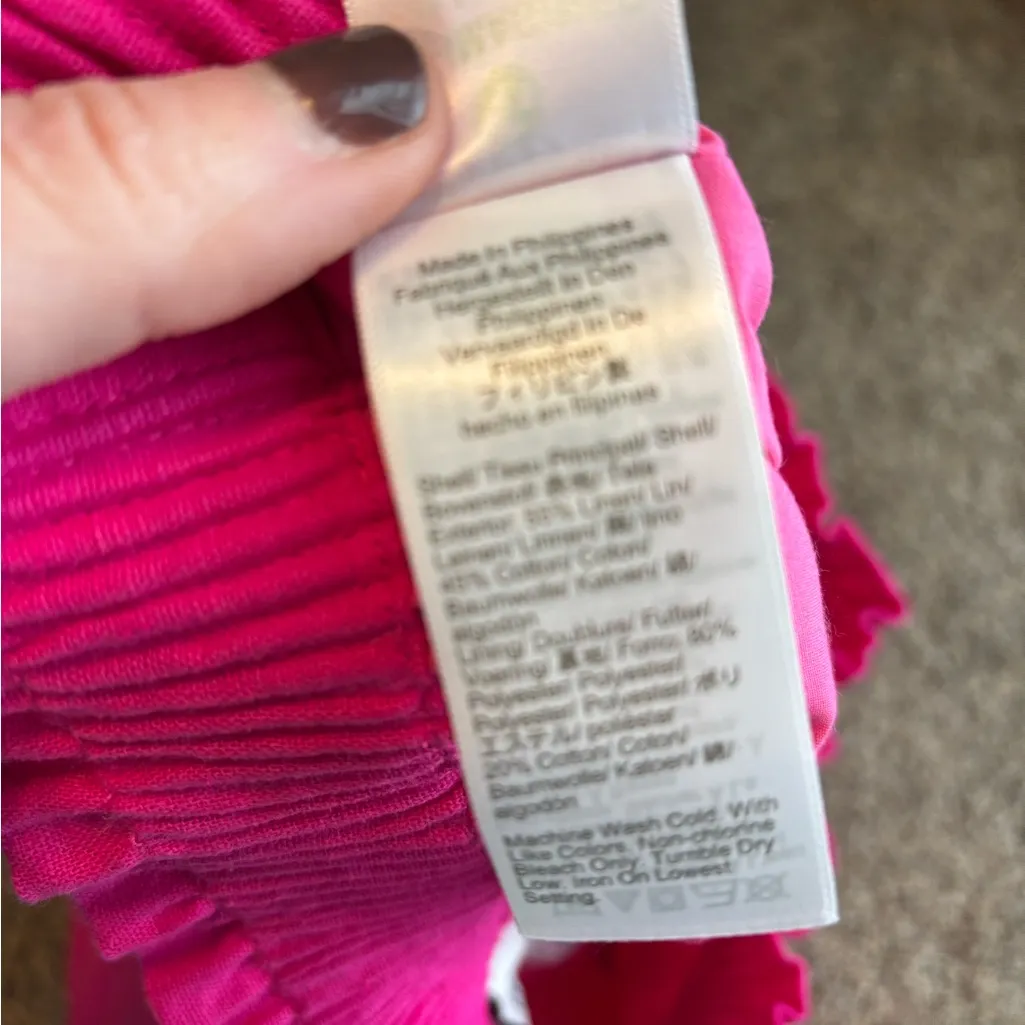 Made In Philippines
Fabriqué Aux Philippines
Hergestellt In Den
Philippinen
Vervaardigd In De
Filippijnen
フィリピン製
hecho en filipinas
Shell/ Tissu Principal/ Shell/
Bovenstof/ 表地/ Tela
Exterior: 55% Linen/ Lin/
Leinen/ Linnen/ 麻/ lino
45% Cotton/ Coton/
Baumwolle/ Katoen/ 綿/
algodón
Lining/ Doublure/ Futter/
Voering/ 裏地/ Forro: 80%
Polyester/ Polyester/
Polyester/ Polyester/ ポリ
エステル/ poliéster
20% Cotton/ Coton/
Baumwolle/ Katoen/ 綿/
algodón
Machine Wash Cold. With
Like Colors. Non-chlorine
Bleach Only. Tumble Dry
Low. Iron On Lowest
Setting.